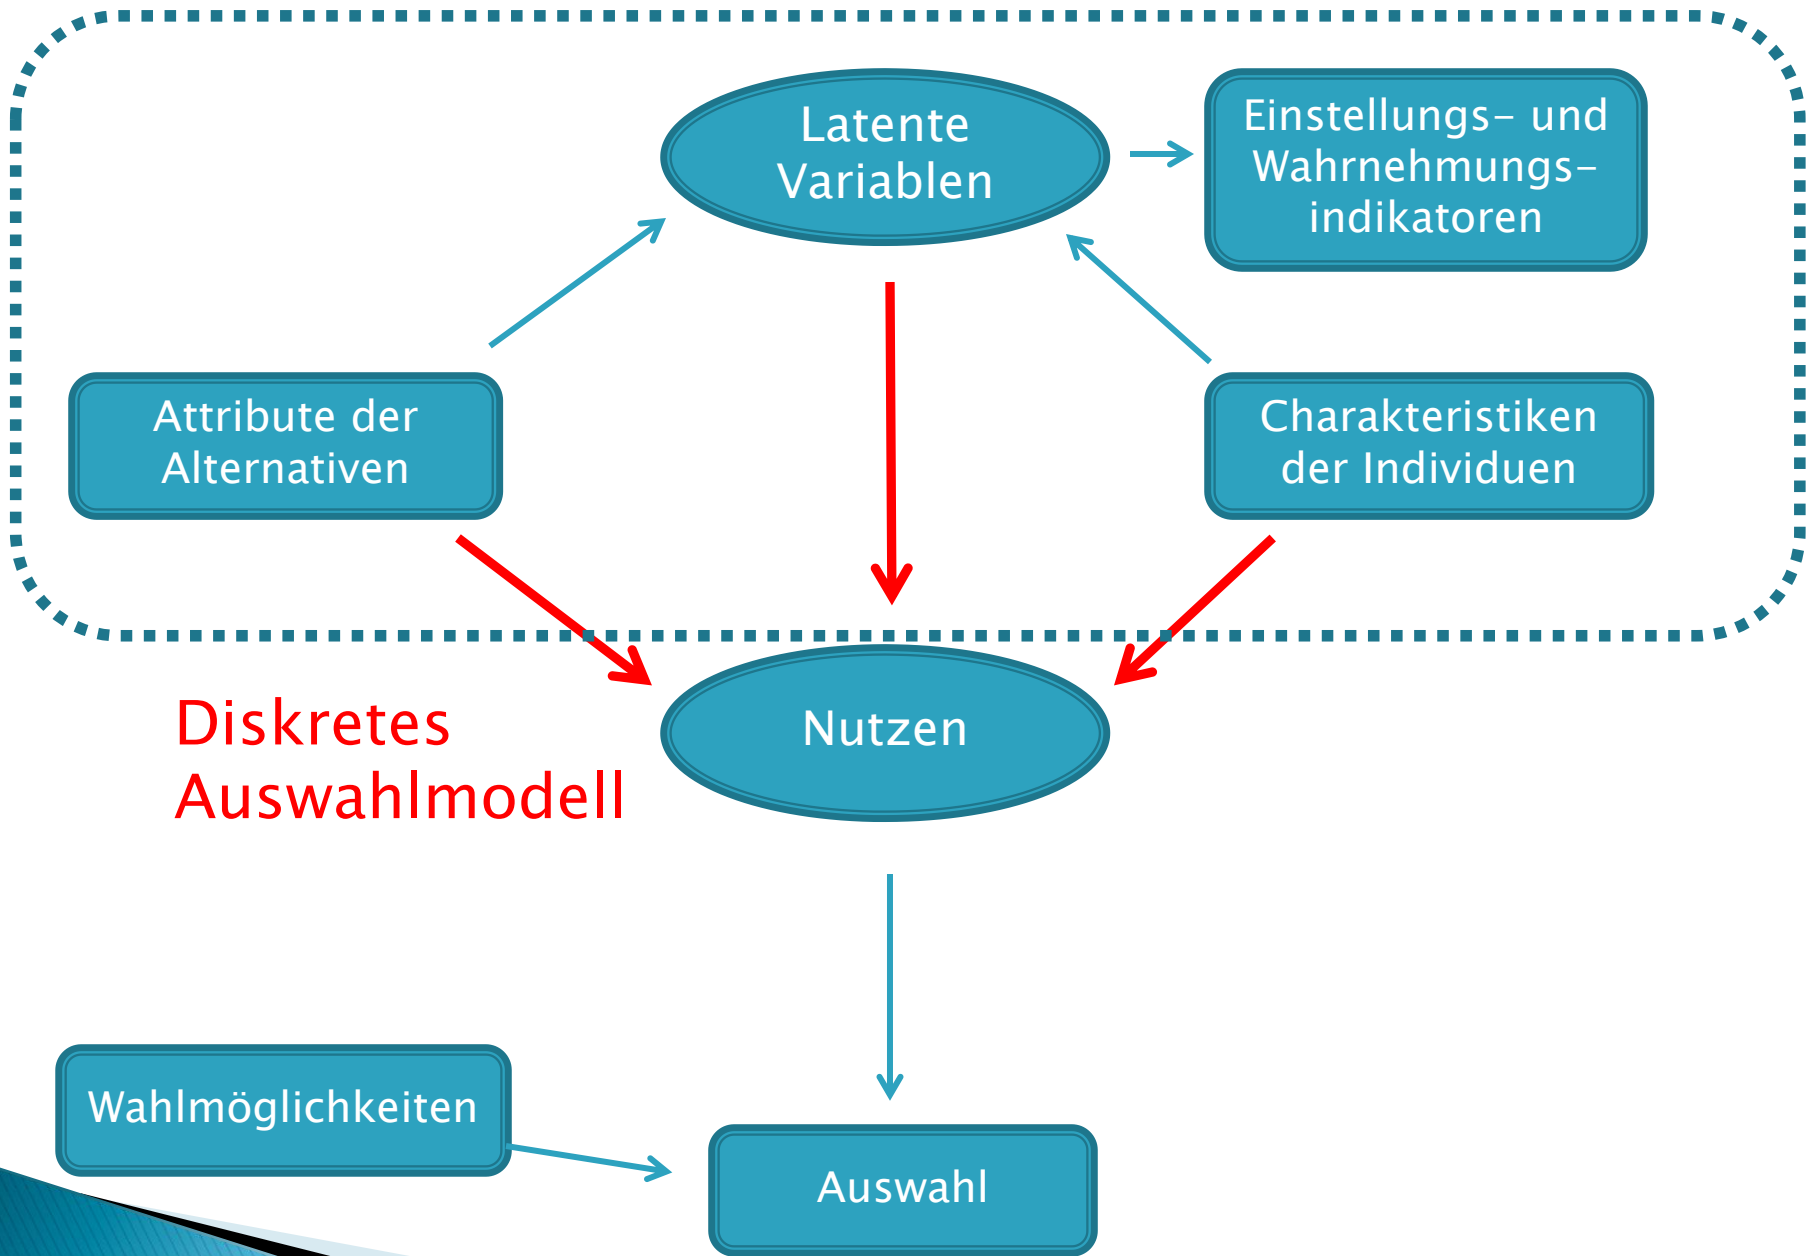 Latente
Variablen
Einstellungs- und
Wahrnehmungs-
indikatoren
Attribute der
Alternativen
Charakteristiken
der Individuen
Diskretes
Auswahlmodell
Nutzen
Wahlmöglichkeiten
Auswahl